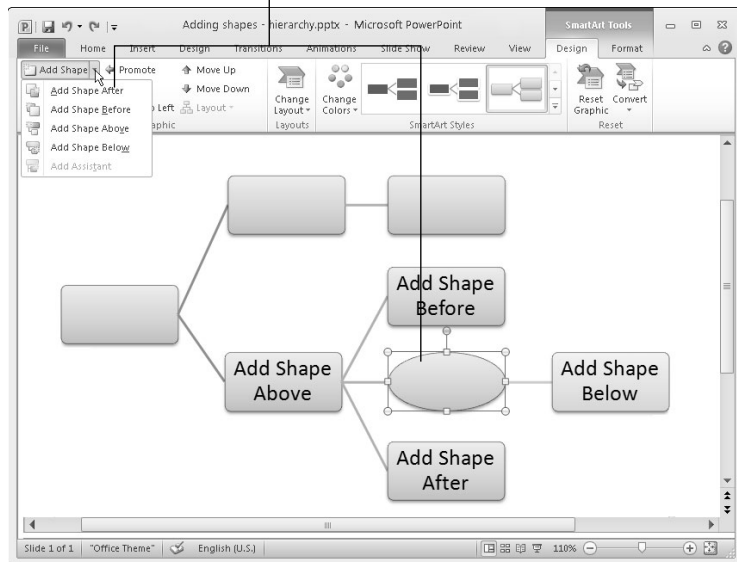 Adding shapes - hierarchy.pptx - Microsoft PowerPoint
SmartArt Tools
File Home Insert Design Transitions Animations Slide Show Review View Design Format
Add Shape Promote Move Up
Add Shape After Move Down
Add Shape Before Left Layout
Add Shape Above aphic
Add Shape Below
Add Assistant
Change Layout
Layouts
Change Colors
SmartArt Styles
Reset Graphic
Convert
Reset
Add Shape
Before
Add Shape
Above
Add Shape
Below
Add Shape
After
Slide 1 of 1 "Office Theme" English (U.S.) 110%